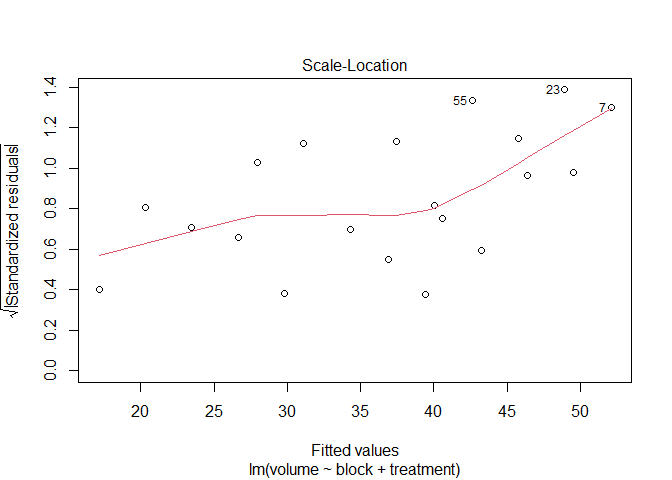 Scale-Location
√|Standardized residuals|
1.4
1.2
1.0
0.8
0.6
0.4
0.2
0.0
55
23
7
20 25 30 35 40 45 50
Fitted values
lm(volume ~ block + treatment)